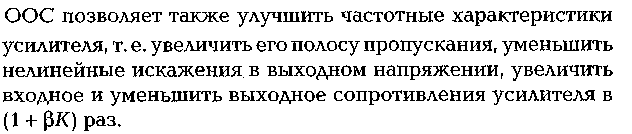 ООС позволяет также улучшить частотные характеристики
усилителя, т. е. увеличить его полосу пропускания, уменьшить
нелинейные искажения в выходном напряжении, увеличить
входное и уменьшить выходное сопротивления усилителя в
(1 + βK) раз.